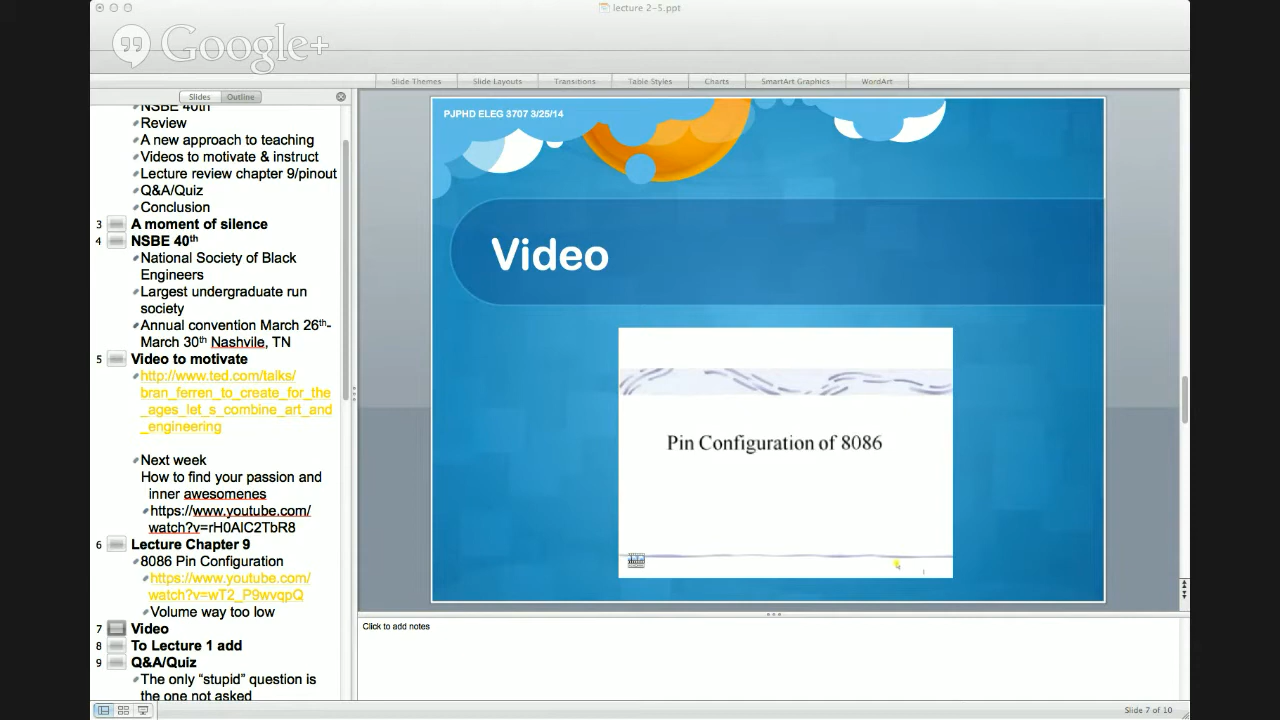 lecture 2-5.ppt
Google+
Slide Themes
Slide Layouts
Transitions
Table Styles
Charts
SmartArt Graphics
WordArt
Slides
Outline
NSBE 40th
Review
A new approach to teaching
Videos to motivate & instruct
Lecture review chapter 9/pinout
Q&A/Quiz
Conclusion
3 A moment of silence
4 NSBE 40th
National Society of Black
Engineers
Largest undergraduate run
society
Annual convention March 26th-
March 30th Nashvile, TN
5 Video to motivate
http://www.ted.com/talks/
bran_ferren_to_create_for_the
_ages_let_s_combine_art_and
_engineering
Next week
How to find your passion and
inner awesomenes
https://www.youtube.com/
watch?v=rH0AlC2TbR8
6 Lecture Chapter 9
8086 Pin Configuration
https://www.youtube.com/
watch?v=wT2_P9wvqpQ
Volume way too low
7 Video
8 To Lecture 1 add
9 Q&A/Quiz
The only “stupid” question is
the one not asked
PJPHD ELEG 3707 3/25/14
Video
Pin Configuration of 8086
Click to add notes
Slide 7 of 10